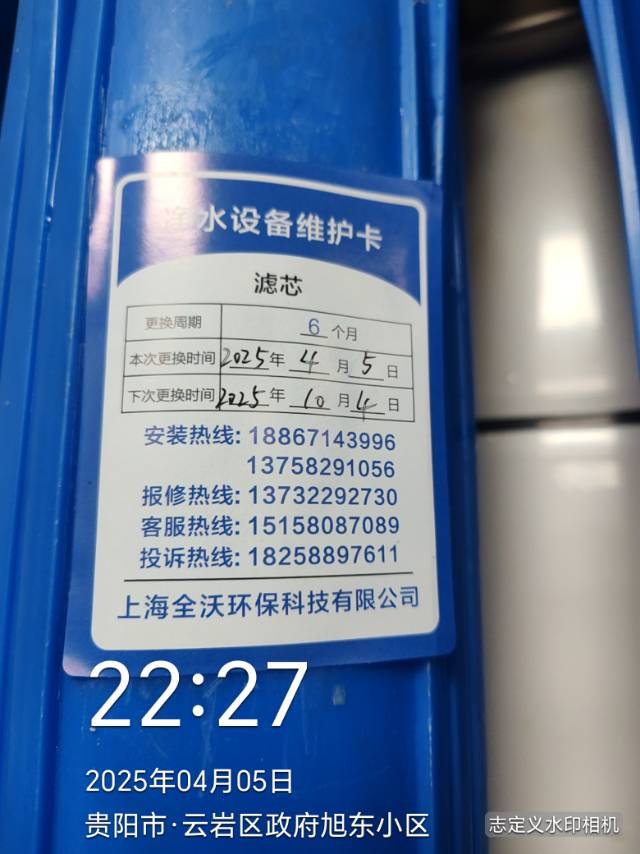 净水设备维护卡
滤芯
更换周期 6 个月
本次更换时间 2025 年 4 月 5 日
下次更换时间 2025 年 10 月 4 日
安装热线: 18867143996
13758291056
报修热线: 13732292730
客服热线: 15158087089
投诉热线: 18258897611
上海全沃环保科技有限公司
22:27
2025年04月05日
贵阳市·云岩区政府旭东小区
志定义水印相机